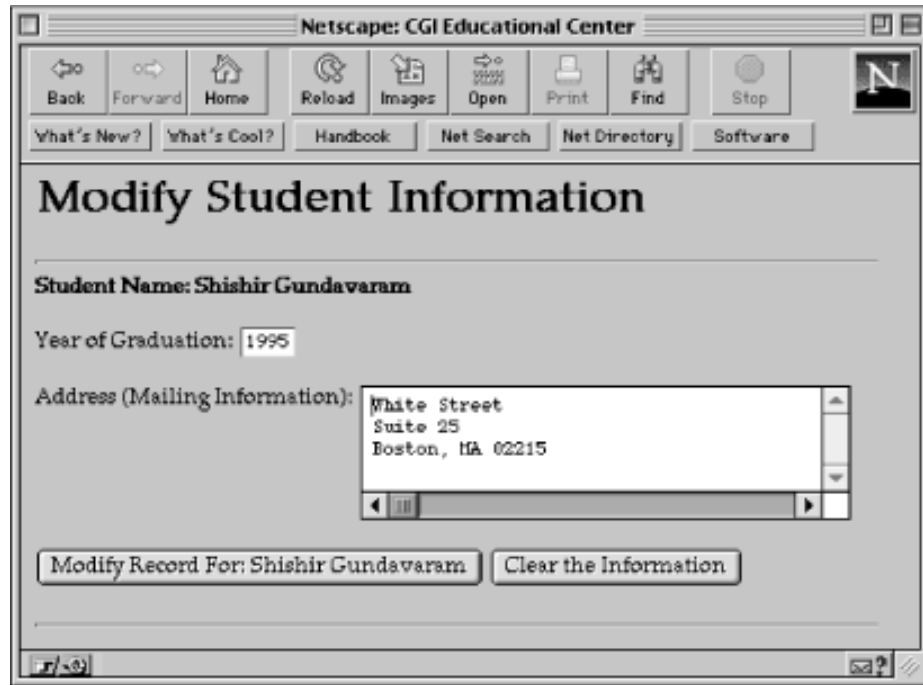 Netscape: CGI Educational Center
Back Forward Home Reload Images Open Print Find Stop
N
What's New? What's Cool? Handbook Net Search Net Directory Software
Modify Student Information
Student Name: Shishir Gundavaram
Year of Graduation: 1995
Address (Mailing Information): White Street
Suite 25
Boston, MA 02215
Modify Record For: Shishir Gundavaram Clear the Information
?